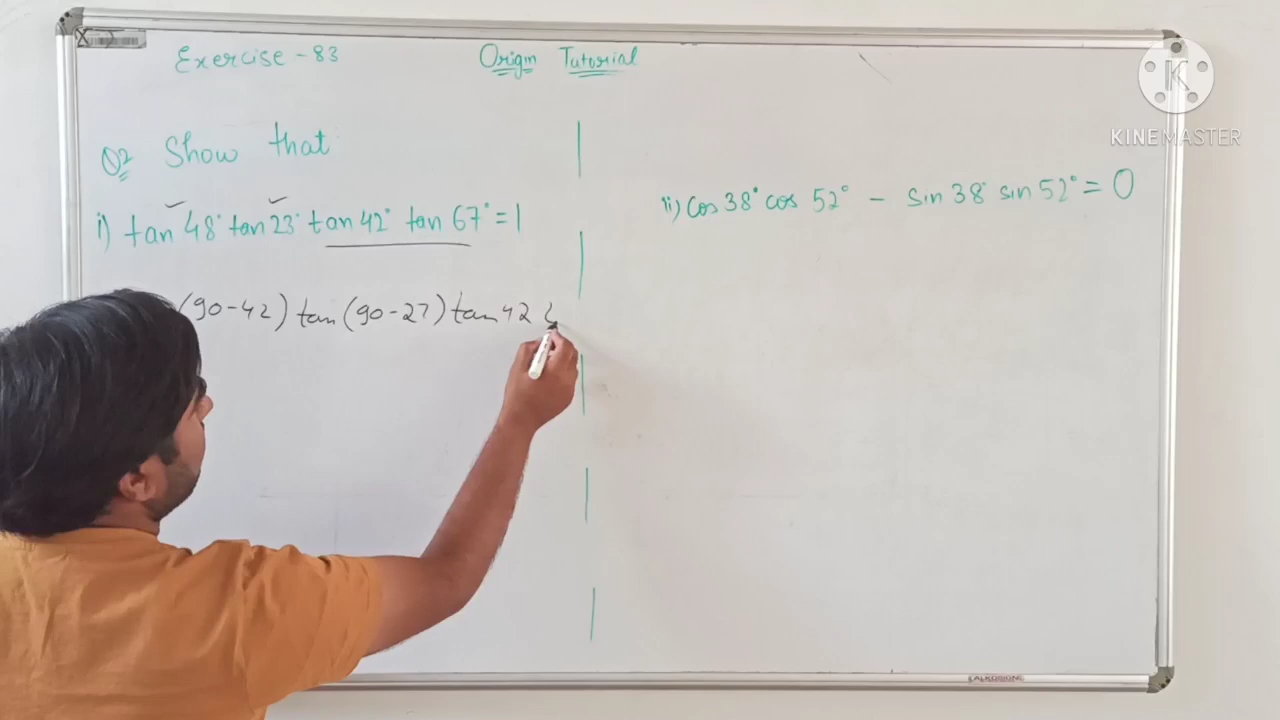 Exercise - 83
Origin Tutorial
KINEMASTER
Q2 Show that
i) tan 48° tan 23° tan 42° tan 67° = 1
(90-42) tan (90-27) tan 42
ii) cos 38° cos 52° - sin 38° sin 52° = 0